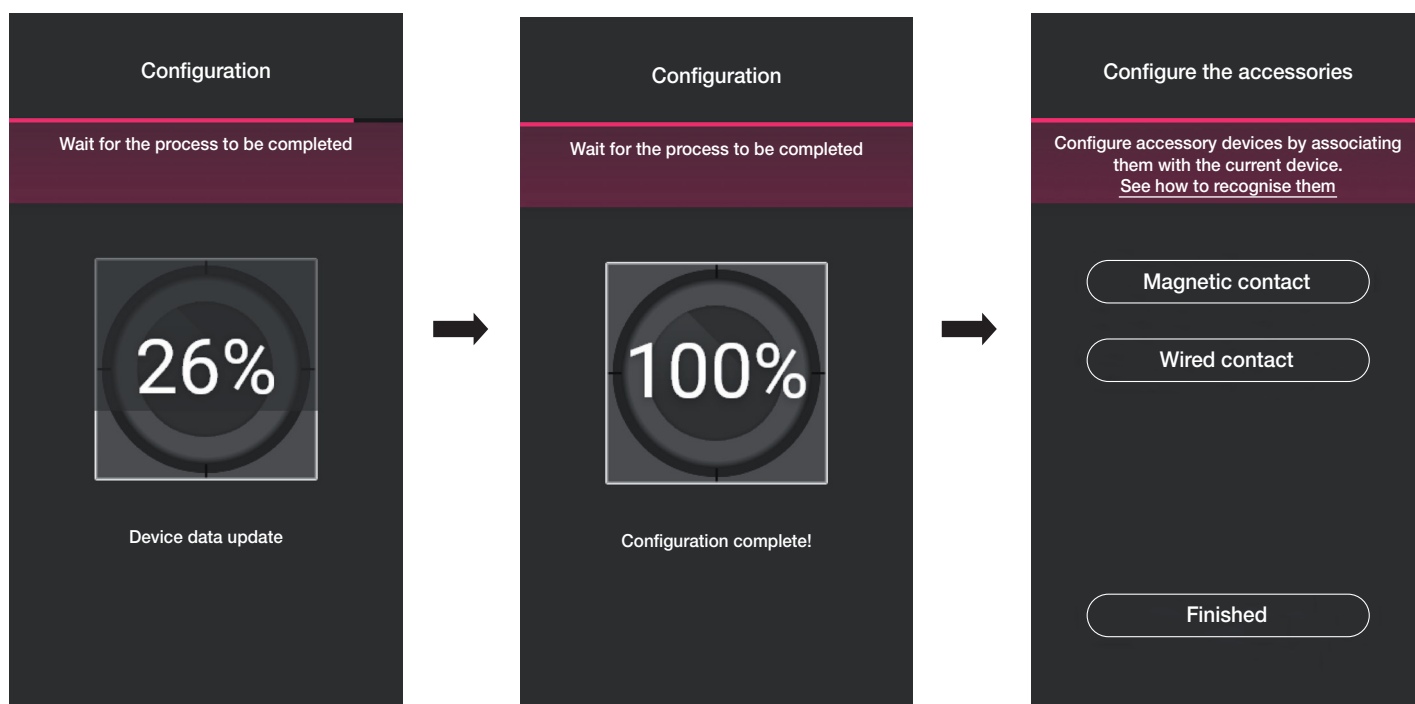 Configuration
Wait for the process to be completed
26%
Device data update
Configuration
Wait for the process to be completed
100%
Configuration complete!
Configure the accessories
Configure accessory devices by associating
them with the current device.
See how to recognise them
Magnetic contact
Wired contact
Finished